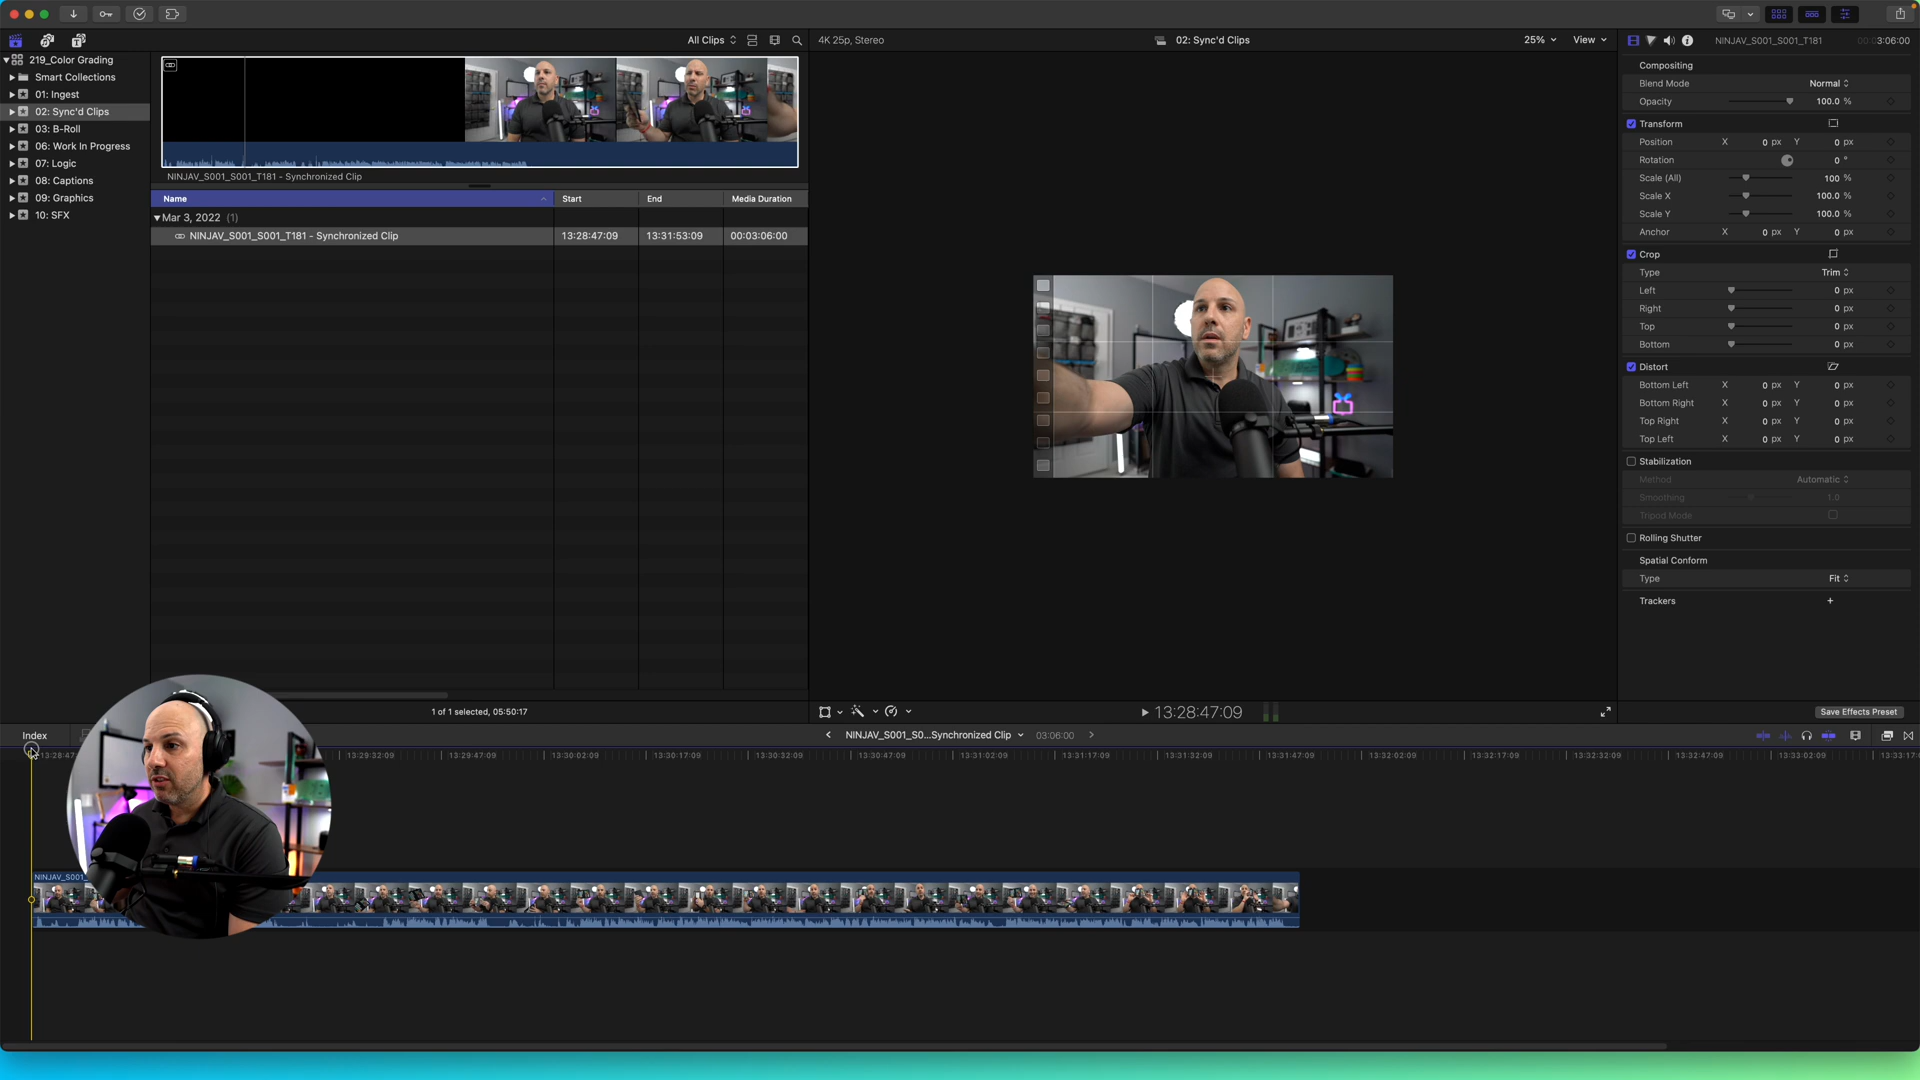 All Clips
4K 25p, Stereo
02: Sync'd Clips
25%
View
NINJAV_S001_S001_T181
3:06:00
219_Color Grading
Smart Collections
01: Ingest
02: Sync'd Clips
03: B-Roll
06: Work In Progress
07: Logic
08: Captions
09: Graphics
10: SFX
NINJAV_S001_S001_T181 - Synchronized Clip
Name Start End Media Duration
Mar 3, 2022 (1)
NINJAV_S001_S001_T181 - Synchronized Clip 13:28:47:09 13:31:53:09 00:03:06:00
1 of 1 selected, 05:50:17
13:28:47:09
Compositing
Blend Mode Normal
Opacity 100.0 %
Transform
Position X 0 px Y 0 px
Rotation 0 °
Scale (All) 100 %
Scale X 100.0 %
Scale Y 100.0 %
Anchor X 0 px Y 0 px
Crop
Type Trim
Left 0 px
Right 0 px
Top 0 px
Bottom 0 px
Distort
Bottom Left X 0 px Y 0 px
Bottom Right X 0 px Y 0 px
Top Right X 0 px Y 0 px
Top Left X 0 px Y 0 px
Stabilization
Method Automatic
Smoothing 1.0
Tripod Mode
Rolling Shutter
Spatial Conform
Type Fit
Trackers +
Save Effects Preset
Index
NINJAV_S001_S0...Synchronized Clip 03:06:00
13:29:32:09 13:29:47:09 13:30:02:09 13:30:17:09 13:30:32:09 13:30:47:09 13:31:02:09 13:31:17:09 13:31:32:09 13:31:47:09 13:32:02:09 13:32:17:09 13:32:32:09 13:32:47:09 13:33:02:09
NINJAV_S001_